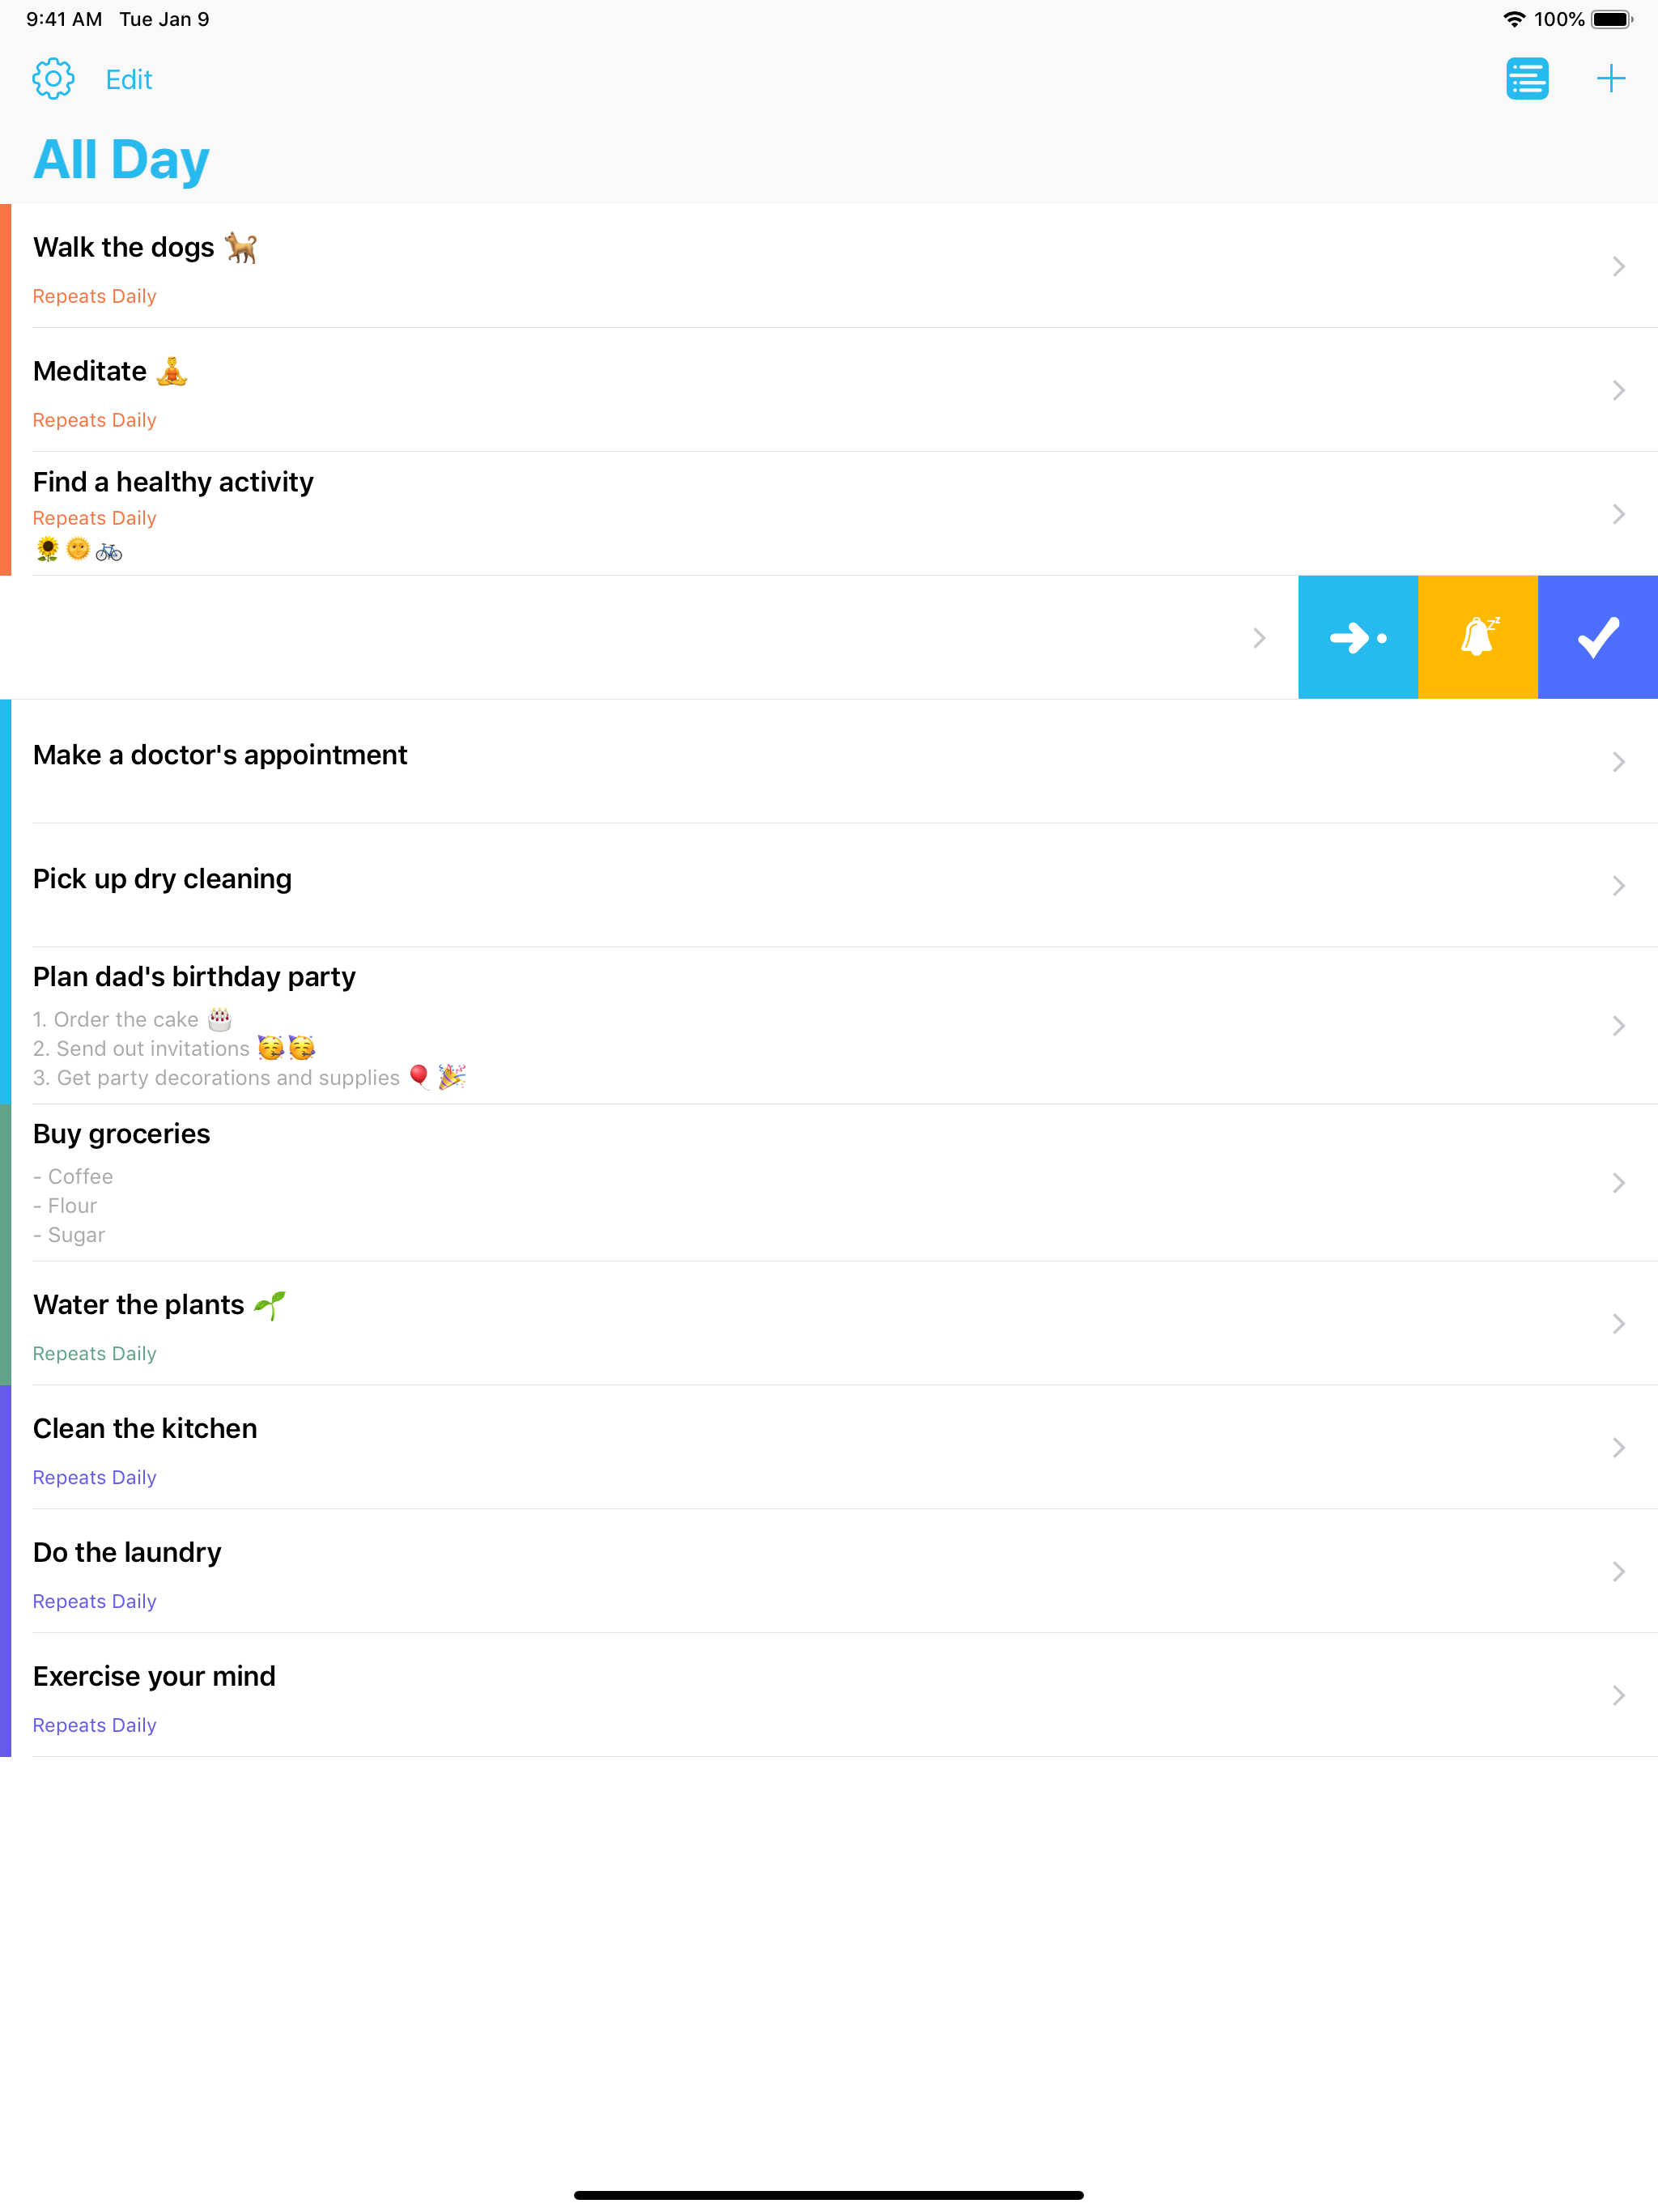 9:41 AM Tue Jan 9
100%
Edit
All Day
Walk the dogs 🐕
Repeats Daily
Meditate 🧘
Repeats Daily
Find a healthy activity
Repeats Daily
🌻🌞🚲
Make a doctor's appointment
Pick up dry cleaning
Plan dad's birthday party
1. Order the cake 🎂
2. Send out invitations 🥳🥳
3. Get party decorations and supplies 🎈🎉
Buy groceries
- Coffee
- Flour
- Sugar
Water the plants 🌱
Repeats Daily
Clean the kitchen
Repeats Daily
Do the laundry
Repeats Daily
Exercise your mind
Repeats Daily